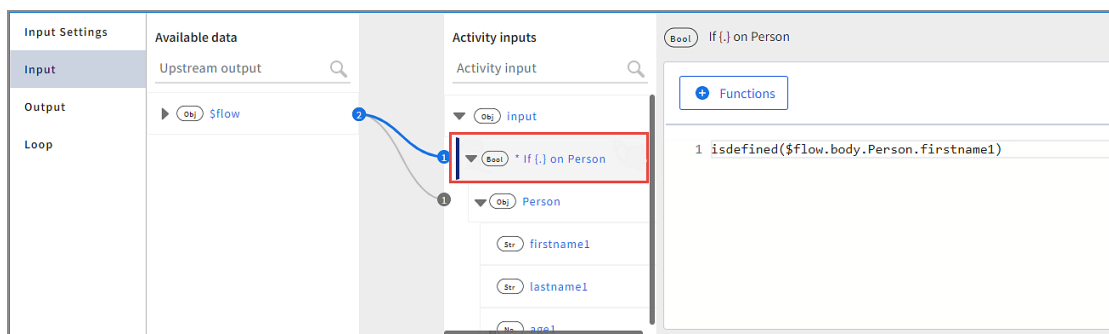 Input Settings
Input
Output
Loop
Available data
Upstream output
Obj $flow
2
Activity inputs
Activity input
Obj input
1 Bool * If {.} on Person
1 Obj Person
Str firstname1
Str lastname1
No age1
Bool If {.} on Person
+ Functions
1 isdefined($flow.body.Person.firstname1)